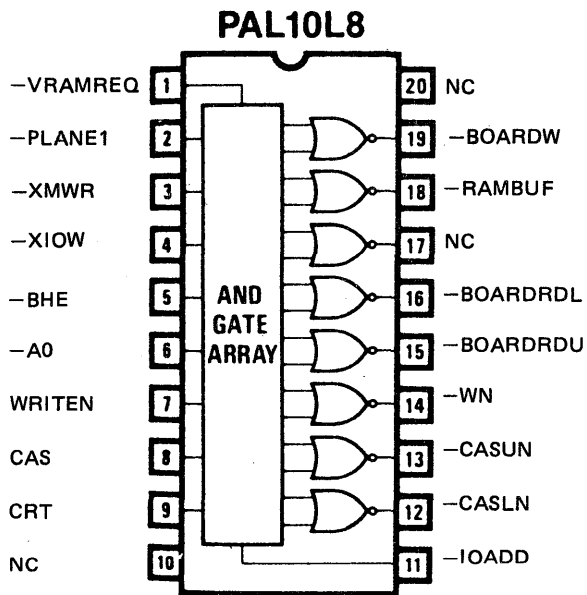 PAL10L8
-VRAMREQ 1 20 NC
-PLANE1 2 19 -BOARDW
-XMWR 3 18 -RAMBUF
-XIOW 4 17 NC
-BHE 5 AND 16 -BOARDRDL
GATE
-A0 6 ARRAY 15 -BOARDRDU
WRITEN 7 14 -WN
CAS 8 13 -CASUN
CRT 9 12 -CASLN
NC 10 11 -IOADD